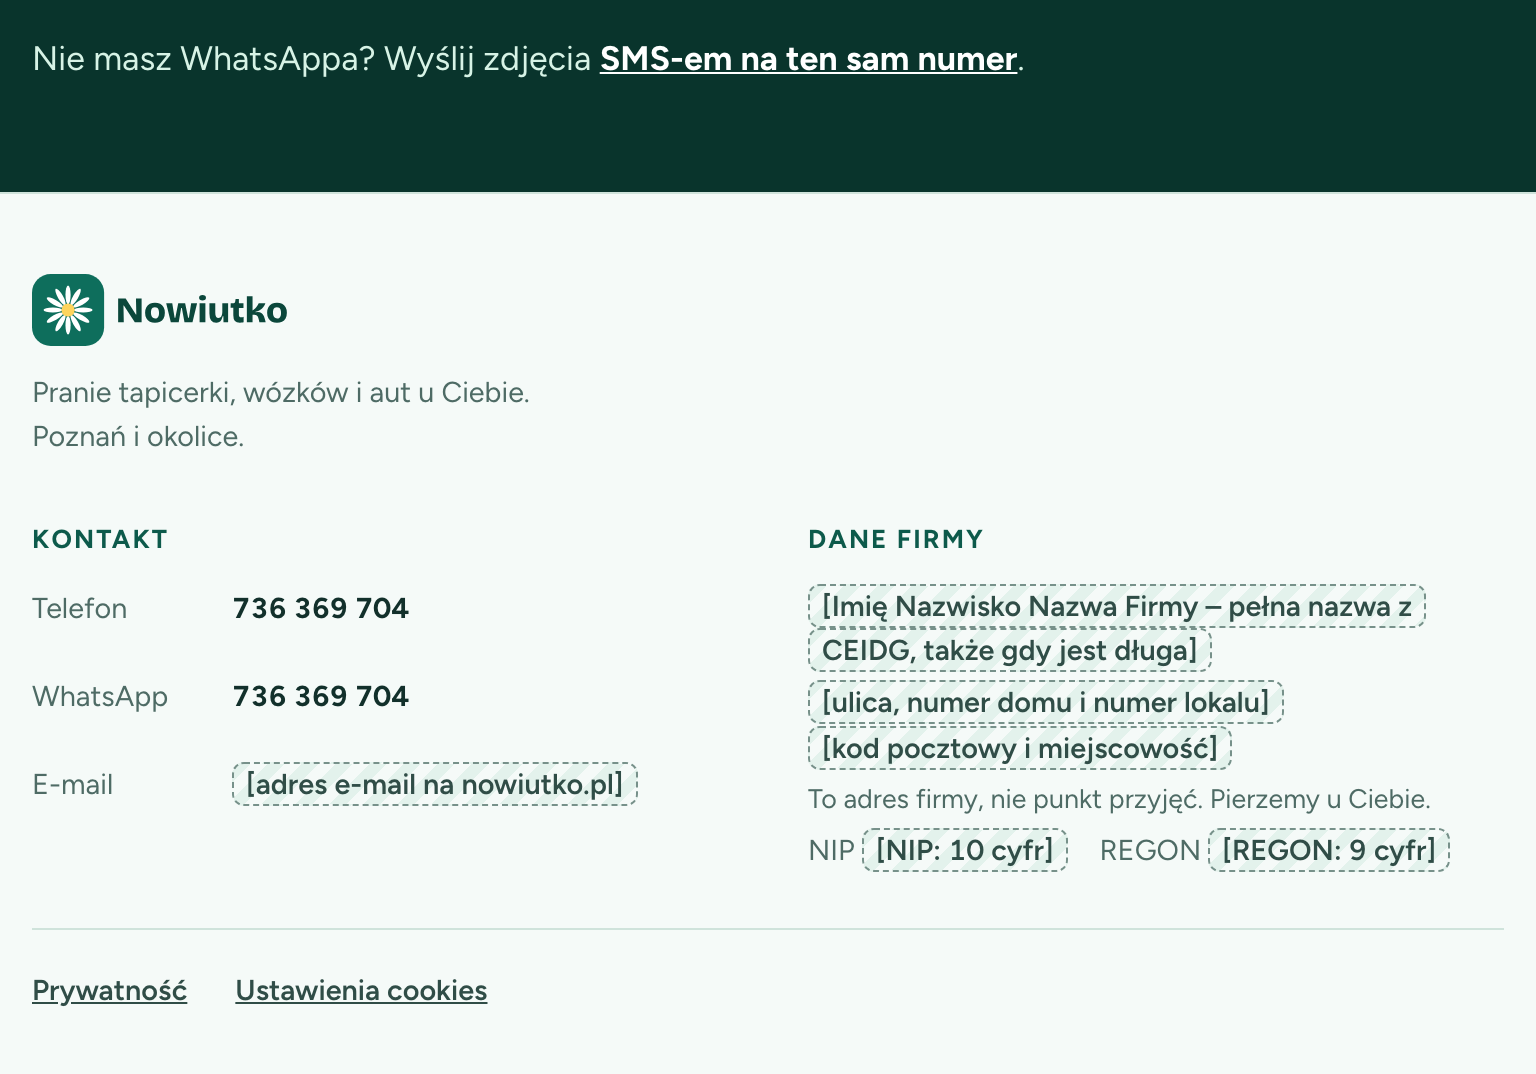 Nie masz WhatsAppa? Wyślij zdjęcia SMS-em na ten sam numer.
Nowiutko
Pranie tapicerki, wózków i aut u Ciebie.
Poznań i okolice.
KONTAKT
Telefon 736 369 704
WhatsApp 736 369 704
E-mail [adres e-mail na nowiutko.pl]
DANE FIRMY
[Imię Nazwisko Nazwa Firmy – pełna nazwa z
CEIDG, także gdy jest długa]
[ulica, numer domu i numer lokalu]
[kod pocztowy i miejscowość]
To adres firmy, nie punkt przyjęć. Pierzemy u Ciebie.
NIP [NIP: 10 cyfr] REGON [REGON: 9 cyfr]
Prywatność Ustawienia cookies